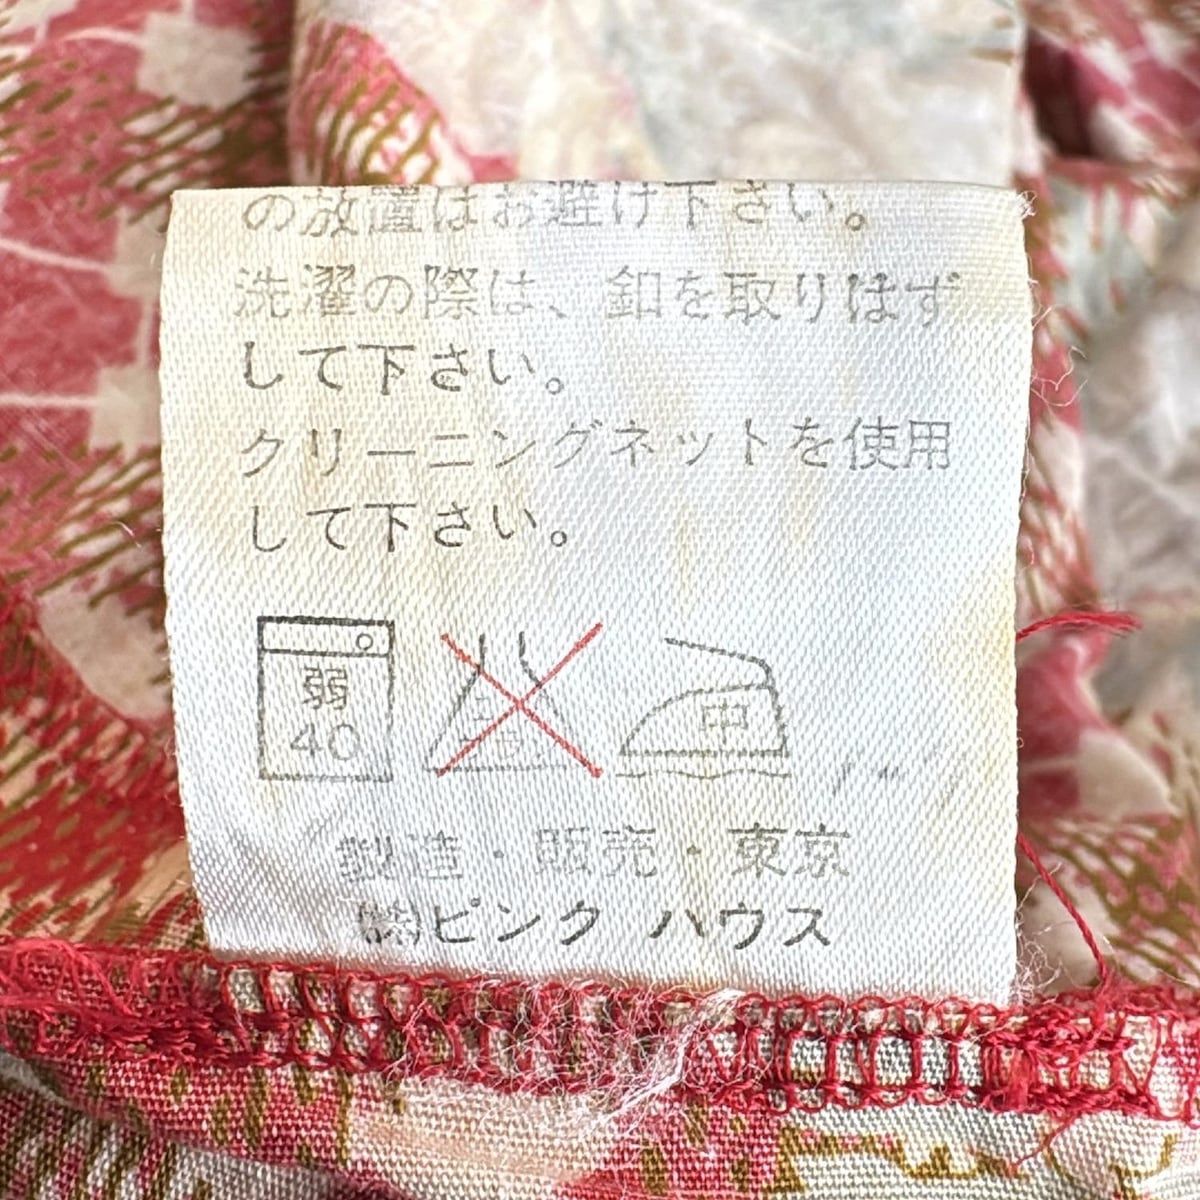 の放置はお避け下さい。
洗濯の際は、釦を取りはず
して下さい。
クリーニングネットを使用
して下さい。
弱
40
中
製造・販売・東京
㈱ピンク ハウス